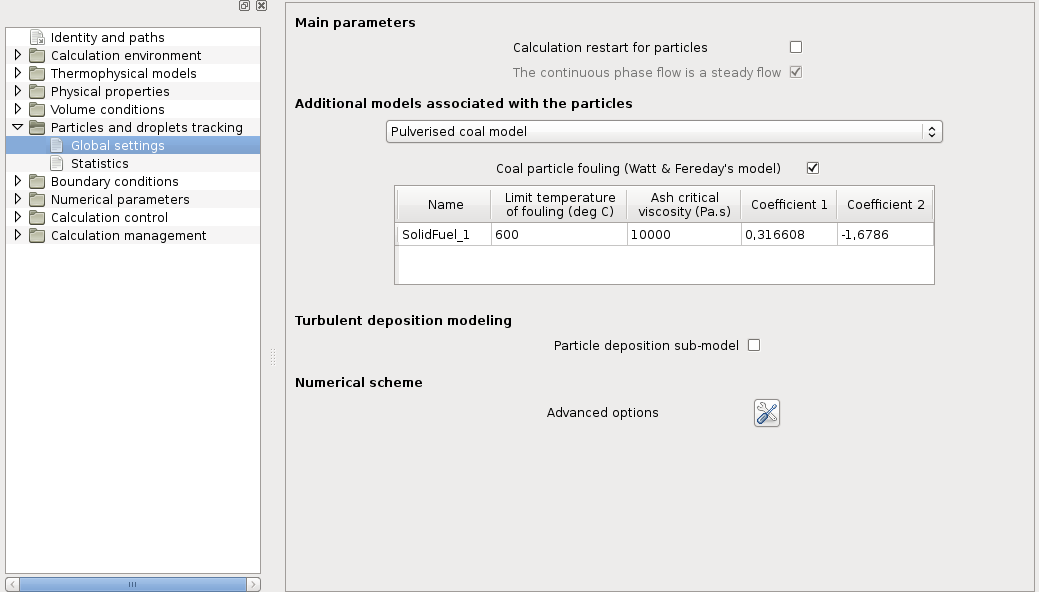 Identity and paths
Calculation environment
Thermophysical models
Physical properties
Volume conditions
Particles and droplets tracking
Global settings
Statistics
Boundary conditions
Numerical parameters
Calculation control
Calculation management
Main parameters
Calculation restart for particles
The continuous phase flow is a steady flow
Additional models associated with the particles
Pulverised coal model
Coal particle fouling (Watt & Fereday's model)
Name
Limit temperature
of fouling (deg C)
Ash critical
viscosity (Pa.s)
Coefficient 1
Coefficient 2
SolidFuel_1
600
10000
0,316608
-1,6786
Turbulent deposition modeling
Particle deposition sub-model
Numerical scheme
Advanced options